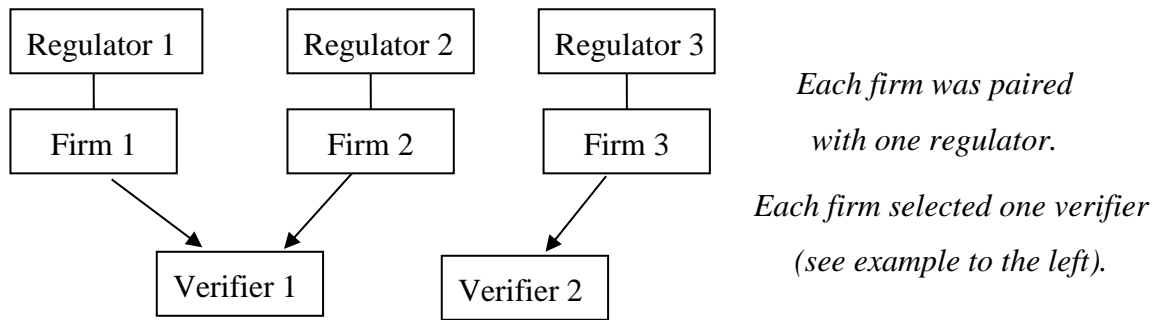 Regulator 1
Regulator 2
Regulator 3
Firm 1
Firm 2
Firm 3
Verifier 1
Verifier 2
Each firm was paired
with one regulator.
Each firm selected one verifier
(see example to the left).